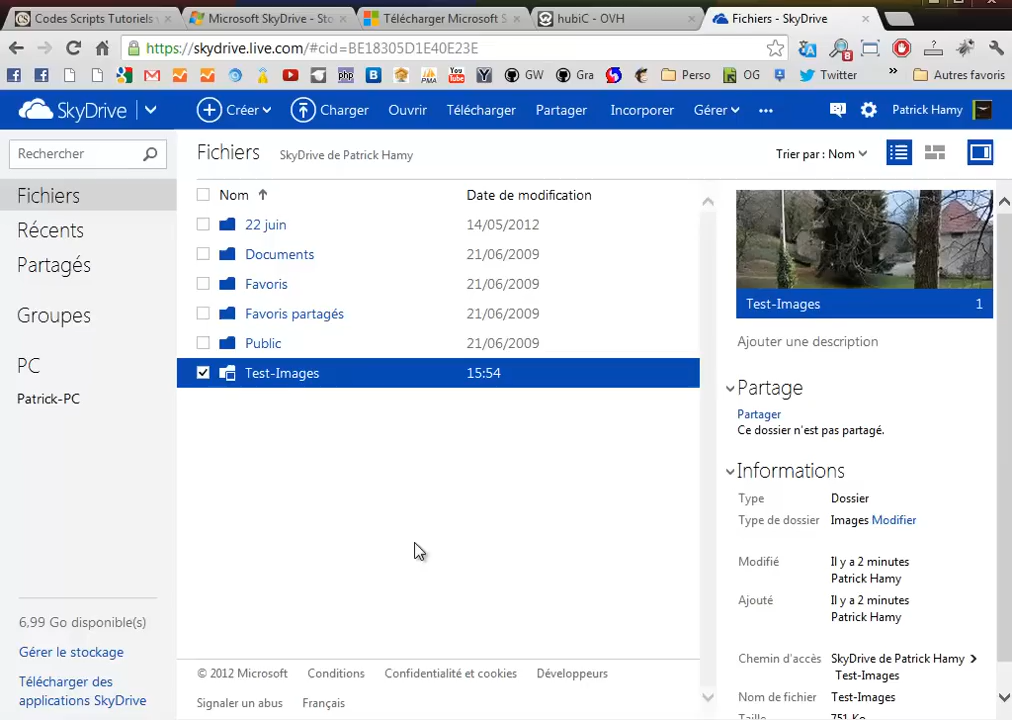 Codes Scripts Tutoriels
Microsoft SkyDrive - Sto
Télécharger Microsoft S
hubiC - OVH
Fichiers - SkyDrive
https://skydrive.live.com/#cid=BE18305D1E40E23E
GW
Gra
Perso
OG
Twitter
»
Autres favoris
SkyDrive
Créer
Charger
Ouvrir
Télécharger
Partager
Incorporer
Gérer
Patrick Hamy
Rechercher
Fichiers
SkyDrive de Patrick Hamy
Trier par : Nom
Fichiers
Récents
Partagés
Groupes
PC
Patrick-PC
Nom
Date de modification
22 juin
14/05/2012
Documents
21/06/2009
Favoris
21/06/2009
Favoris partagés
21/06/2009
Public
21/06/2009
Test-Images
15:54
Test-Images 1
Ajouter une description
Partage
Partager
Ce dossier n'est pas partagé.
Informations
Type Dossier
Type de dossier Images Modifier
Modifié Il y a 2 minutes
Patrick Hamy
Ajouté Il y a 2 minutes
Patrick Hamy
Chemin d'accès SkyDrive de Patrick Hamy
Test-Images
Nom de fichier Test-Images
Taille 751 Ko
6,99 Go disponible(s)
Gérer le stockage
Télécharger des
applications SkyDrive
© 2012 Microsoft
Conditions
Confidentialité et cookies
Développeurs
Signaler un abus
Français